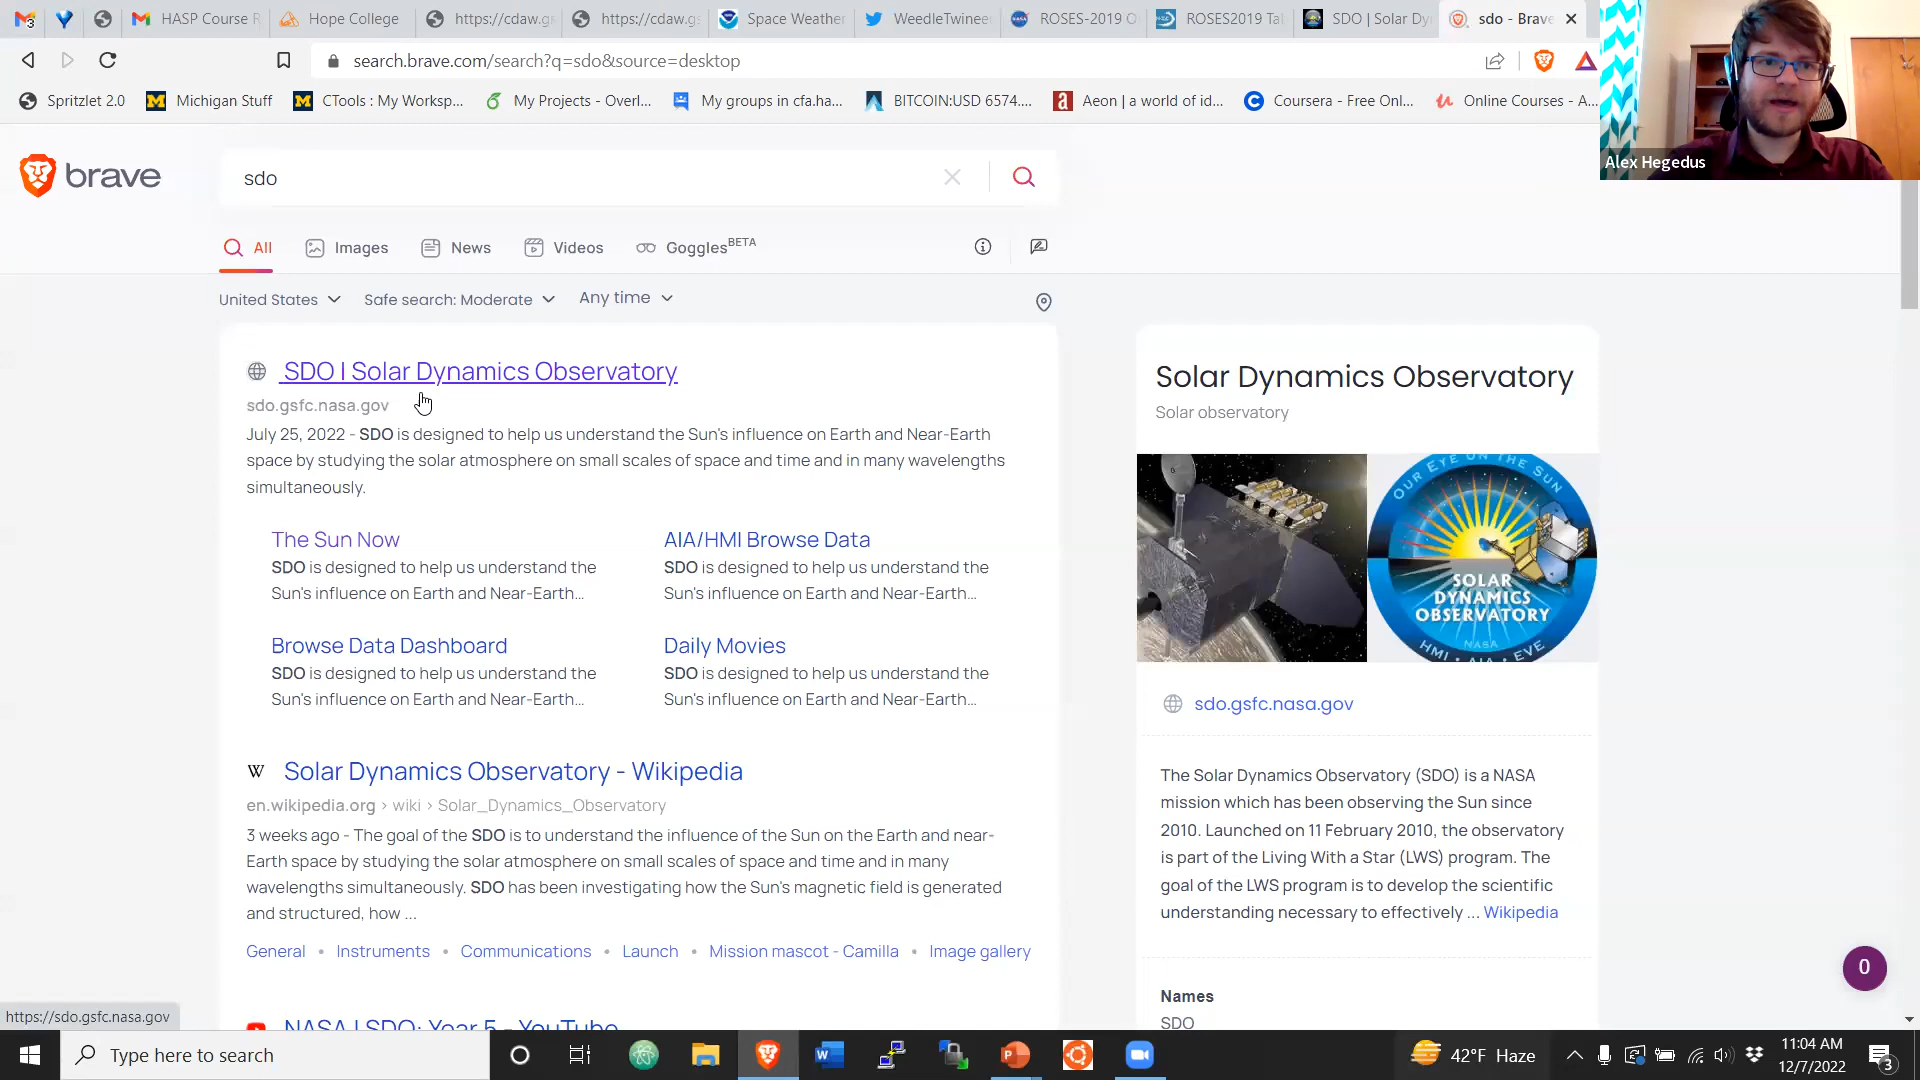 HASP Course R
Hope College
https://cdaw.gs
https://cdaw.gs
Space Weather
WeedleTwinee
ROSES-2019 O
ROSES2019 Tal
SDO | Solar Dy
sdo - Brave
search.brave.com/search?q=sdo&source=desktop
Spritzlet 2.0
Michigan Stuff
CTools : My Worksp...
My Projects - Overl...
My groups in cfa.ha...
BITCOIN:USD 6574....
Aeon | a world of id...
Coursera - Free Onl...
Online Courses - A...
Alex Hegedus
brave
sdo
All
Images
News
Videos
Goggles BETA
United States
Safe search: Moderate
Any time
SDO | Solar Dynamics Observatory
sdo.gsfc.nasa.gov
July 25, 2022 - SDO is designed to help us understand the Sun's influence on Earth and Near-Earth
space by studying the solar atmosphere on small scales of space and time and in many wavelengths
simultaneously.
The Sun Now
SDO is designed to help us understand the
Sun's influence on Earth and Near-Earth...
AIA/HMI Browse Data
SDO is designed to help us understand the
Sun's influence on Earth and Near-Earth...
Browse Data Dashboard
SDO is designed to help us understand the
Sun's influence on Earth and Near-Earth...
Daily Movies
SDO is designed to help us understand the
Sun's influence on Earth and Near-Earth...
W Solar Dynamics Observatory - Wikipedia
en.wikipedia.org › wiki › Solar_Dynamics_Observatory
3 weeks ago - The goal of the SDO is to understand the influence of the Sun on the Earth and near-
Earth space by studying the solar atmosphere on small scales of space and time and in many
wavelengths simultaneously. SDO has been investigating how the Sun's magnetic field is generated
and structured, how ...
General • Instruments • Communications • Launch • Mission mascot - Camilla • Image gallery
NASA | SDO: Year 5 - YouTube
Solar Dynamics Observatory
Solar observatory
OUR EYE ON THE SUN
SOLAR
DYNAMICS
OBSERVATORY
NASA
HMI • AIA • EVE
sdo.gsfc.nasa.gov
The Solar Dynamics Observatory (SDO) is a NASA
mission which has been observing the Sun since
2010. Launched on 11 February 2010, the observatory
is part of the Living With a Star (LWS) program. The
goal of the LWS program is to develop the scientific
understanding necessary to effectively ... Wikipedia
Names
SDO
0
https://sdo.gsfc.nasa.gov
Type here to search
42°F Haze
11:04 AM
12/7/2022
3